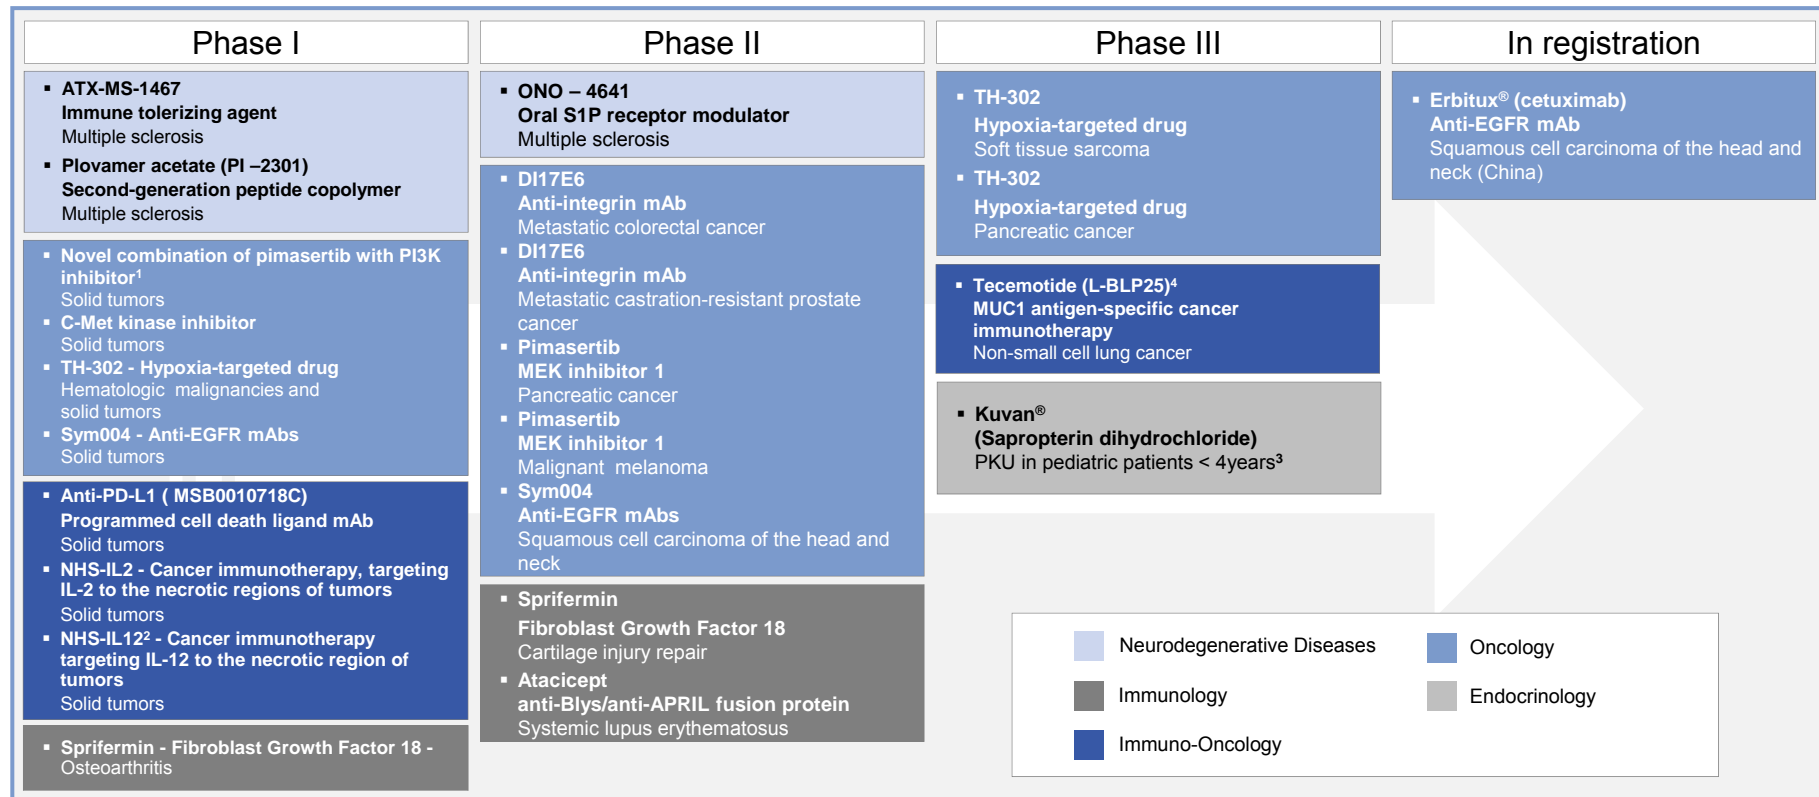 Phase I
ATX-MS-1467
Immune tolerizing agent
Multiple sclerosis
Plovamer acetate (PI –2301)
Second-generation peptide copolymer
Multiple sclerosis
Novel combination of pimasertib with PI3K
inhibitor¹
Solid tumors
C-Met kinase inhibitor
Solid tumors
TH-302 - Hypoxia-targeted drug
Hematologic malignancies and
solid tumors
Sym004 - Anti-EGFR mAbs
Solid tumors
Anti-PD-L1 ( MSB0010718C)
Programmed cell death ligand mAb
Solid tumors
NHS-IL2 - Cancer immunotherapy, targeting
IL-2 to the necrotic regions of tumors
Solid tumors
NHS-IL12² - Cancer immunotherapy
targeting IL-12 to the necrotic region of
tumors
Solid tumors
Sprifermin - Fibroblast Growth Factor 18 -
Osteoarthritis
Phase II
ONO – 4641
Oral S1P receptor modulator
Multiple sclerosis
DI17E6
Anti-integrin mAb
Metastatic colorectal cancer
DI17E6
Anti-integrin mAb
Metastatic castration-resistant prostate
cancer
Pimasertib
MEK inhibitor 1
Pancreatic cancer
Pimasertib
MEK inhibitor 1
Malignant melanoma
Sym004
Anti-EGFR mAbs
Squamous cell carcinoma of the head and
neck
Sprifermin
Fibroblast Growth Factor 18
Cartilage injury repair
Atacicept
anti-Blys/anti-APRIL fusion protein
Systemic lupus erythematosus
Phase III
TH-302
Hypoxia-targeted drug
Soft tissue sarcoma
TH-302
Hypoxia-targeted drug
Pancreatic cancer
Tecemotide (L-BLP25)⁴
MUC1 antigen-specific cancer
immunotherapy
Non-small cell lung cancer
Kuvan®
(Sapropterin dihydrochloride)
PKU in pediatric patients < 4years³
In registration
Erbitux® (cetuximab)
Anti-EGFR mAb
Squamous cell carcinoma of the head and
neck (China)
Neurodegenerative Diseases
Immunology
Immuno-Oncology
Oncology
Endocrinology